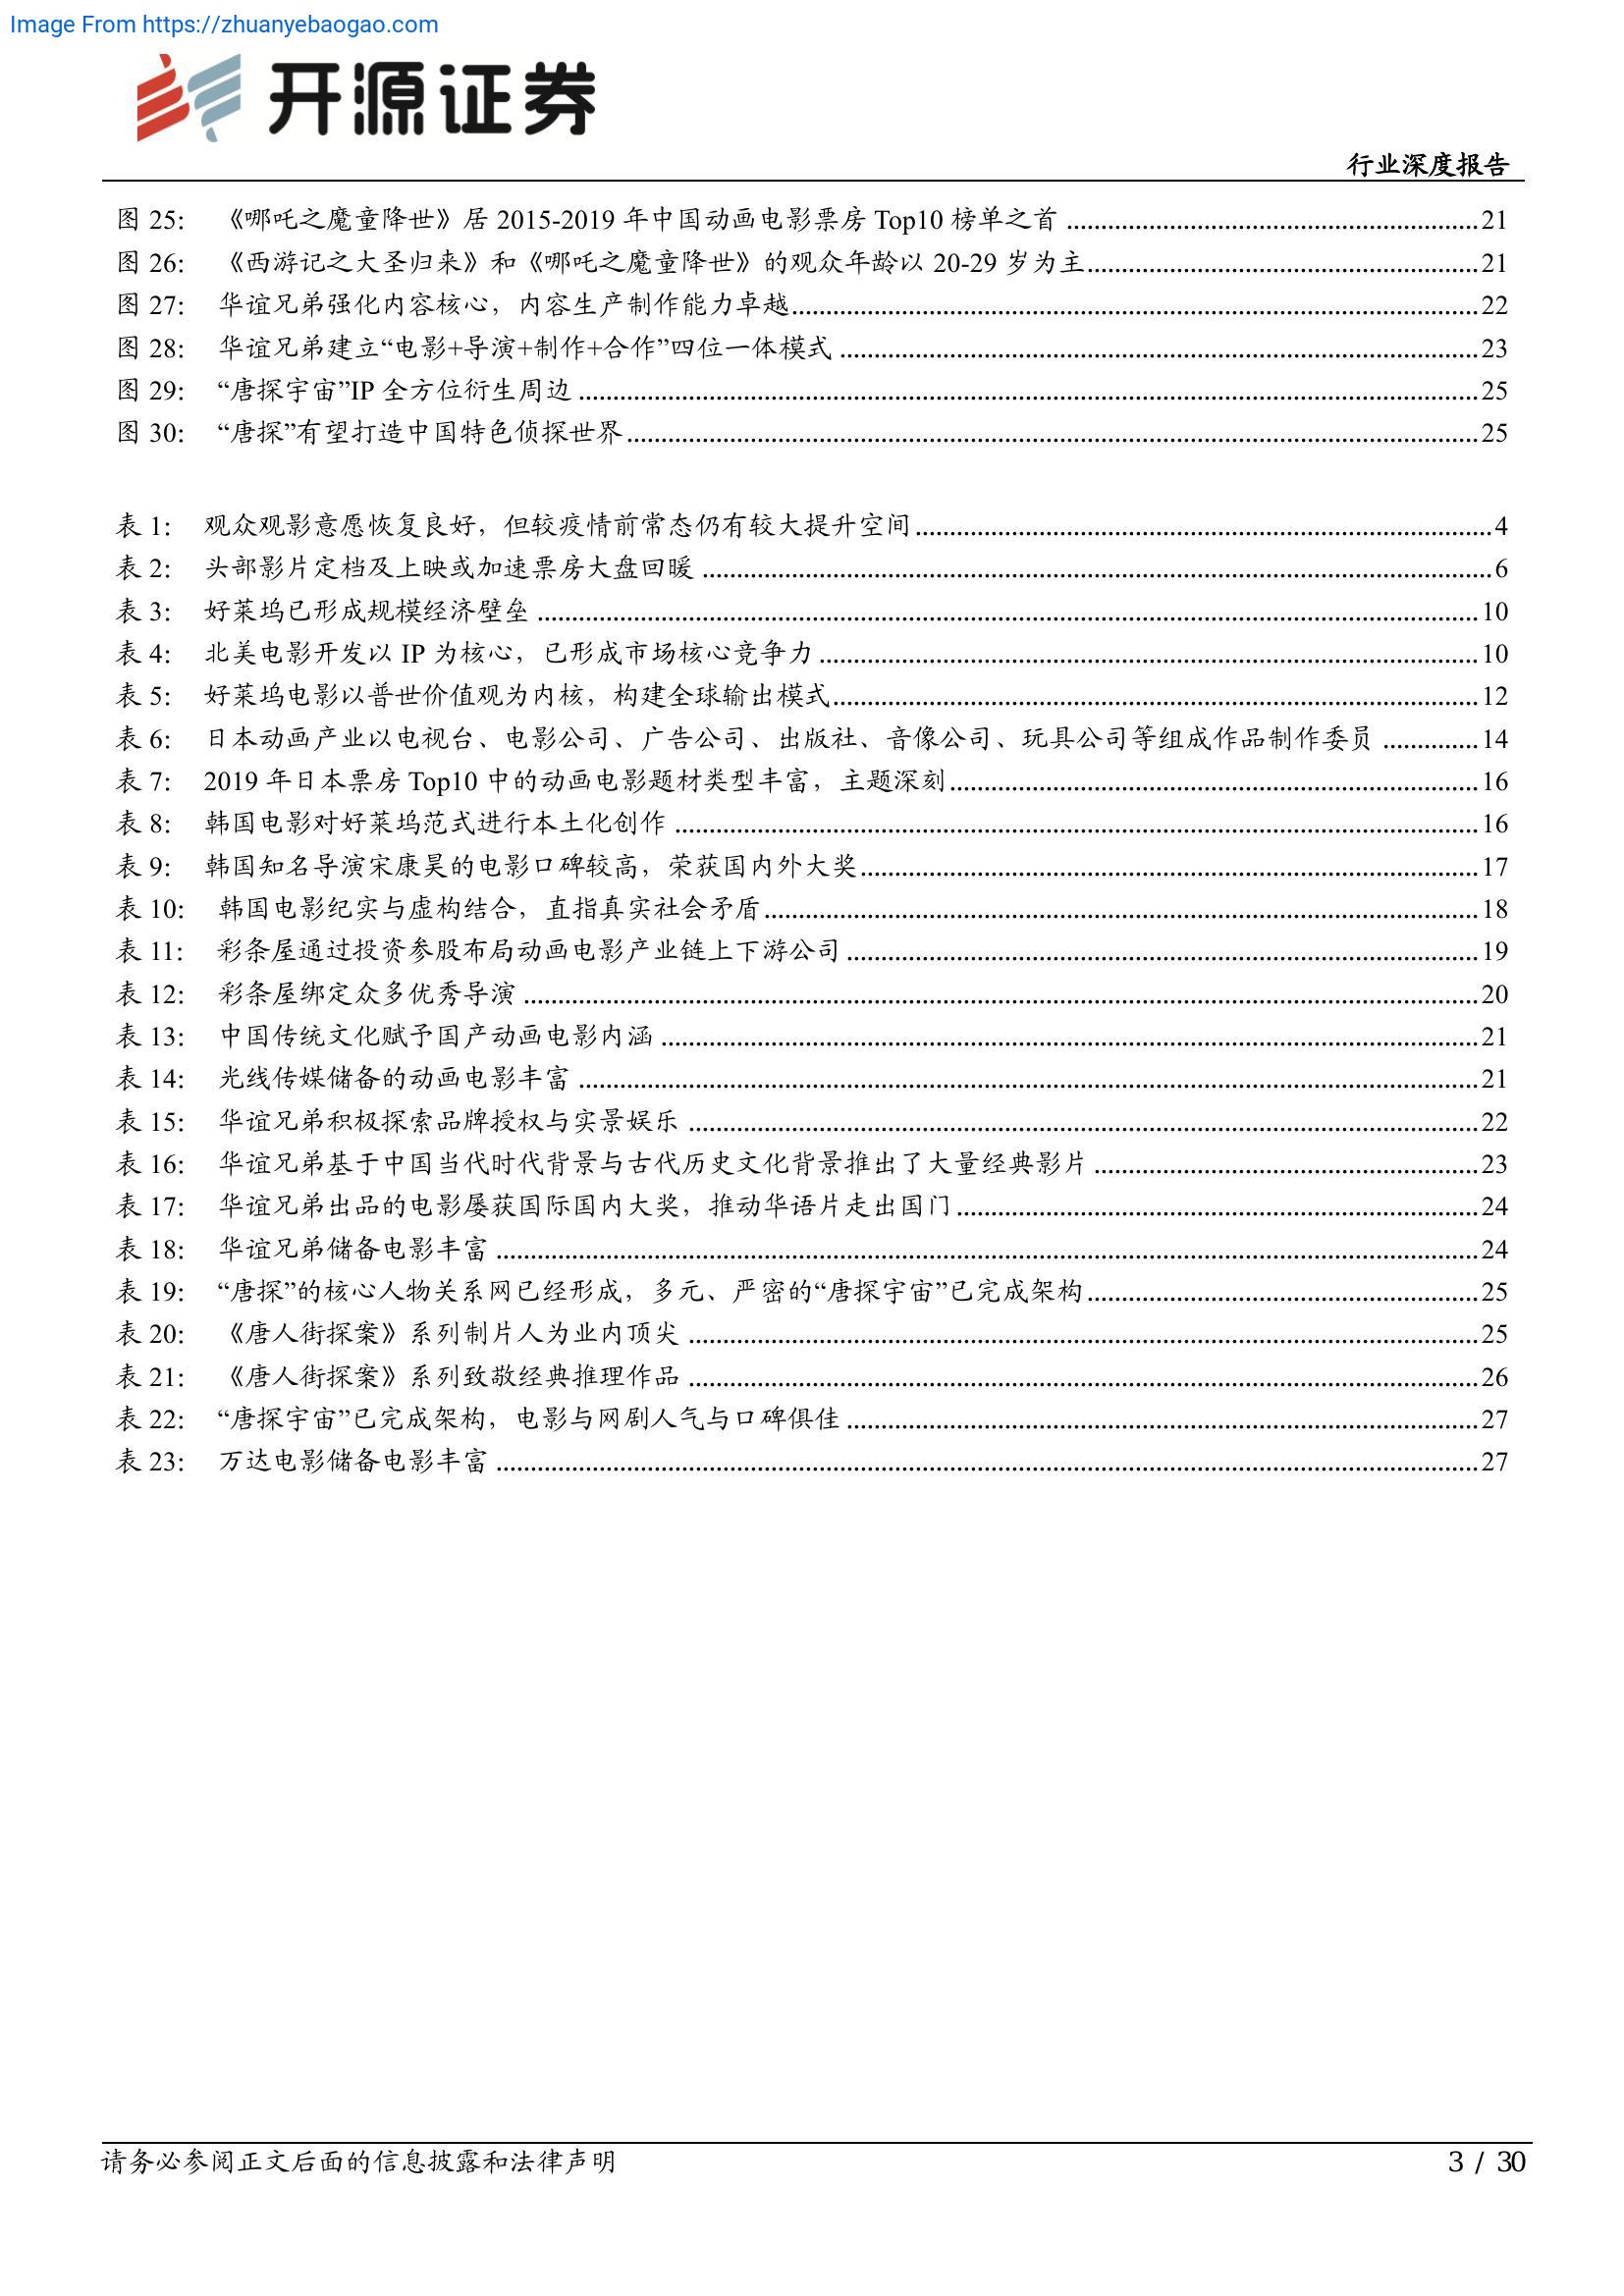 Image From https://zhuanyebaogao.com
开源证券
行业深度报告
图 25: 《哪吒之魔童降世》居 2015-2019 年中国动画电影票房 Top10 榜单之首 21
图 26: 《西游记之大圣归来》和《哪吒之魔童降世》的观众年龄以 20-29 岁为主 21
图 27: 华谊兄弟强化内容核心，内容生产制作能力卓越 22
图 28: 华谊兄弟建立“电影+导演+制作+合作”四位一体模式 23
图 29: “唐探宇宙”IP 全方位衍生周边 25
图 30: “唐探”有望打造中国特色侦探世界 25
表 1: 观众观影意愿恢复良好，但较疫情前常态仍有较大提升空间 4
表 2: 头部影片定档及上映或加速票房大盘回暖 6
表 3: 好莱坞已形成规模经济壁垒 10
表 4: 北美电影开发以 IP 为核心，已形成市场核心竞争力 10
表 5: 好莱坞电影以普世价值观为内核，构建全球输出模式 12
表 6: 日本动画产业以电视台、电影公司、广告公司、出版社、音像公司、玩具公司等组成作品制作委员 14
表 7: 2019 年日本票房 Top10 中的动画电影题材类型丰富，主题深刻 16
表 8: 韩国电影对好莱坞范式进行本土化创作 16
表 9: 韩国知名导演宋康昊的电影口碑较高，荣获国内外大奖 17
表 10: 韩国电影纪实与虚构结合，直指真实社会矛盾 18
表 11: 彩条屋通过投资参股布局动画电影产业链上下游公司 19
表 12: 彩条屋绑定众多优秀导演 20
表 13: 中国传统文化赋予国产动画电影内涵 21
表 14: 光线传媒储备的动画电影丰富 21
表 15: 华谊兄弟积极探索品牌授权与实景娱乐 22
表 16: 华谊兄弟基于中国当代时代背景与古代历史文化背景推出了大量经典影片 23
表 17: 华谊兄弟出品的电影屡获国际国内大奖，推动华语片走出国门 24
表 18: 华谊兄弟储备电影丰富 24
表 19: “唐探”的核心人物关系网已经形成，多元、严密的“唐探宇宙”已完成架构 25
表 20: 《唐人街探案》系列制片人为业内顶尖 25
表 21: 《唐人街探案》系列致敬经典推理作品 26
表 22: “唐探宇宙”已完成架构，电影与网剧人气与口碑俱佳 27
表 23: 万达电影储备电影丰富 27
请务必参阅正文后面的信息披露和法律声明 3 / 30